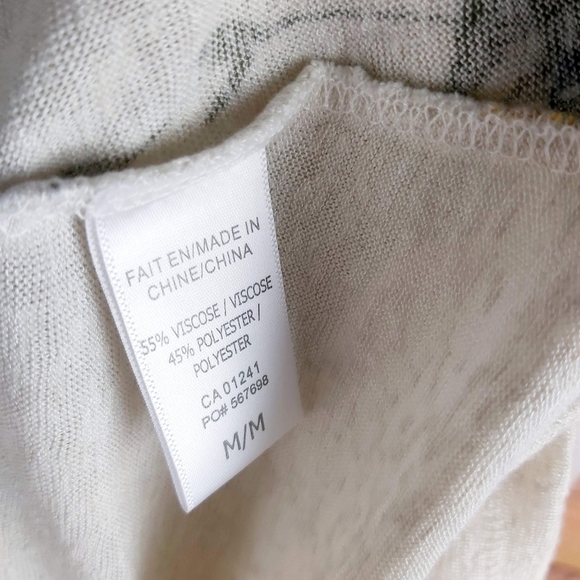 FAIT EN/MADE IN
CHINE/CHINA
55% VISCOSE / VISCOSE
45% POLYESTER /
POLYESTER
CA 01241
PO# 567698
M/M